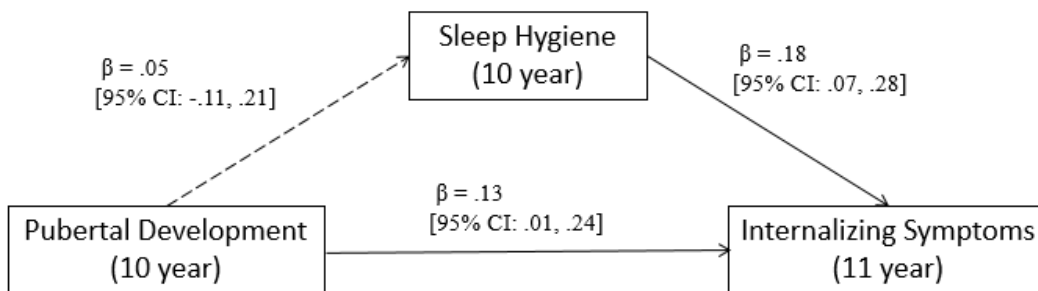 Sleep Hygiene
(10 year)
β = .05
[95% CI: -.11, .21]
β = .18
[95% CI: .07, .28]
β = .13
[95% CI: .01, .24]
Pubertal Development
(10 year)
Internalizing Symptoms
(11 year)